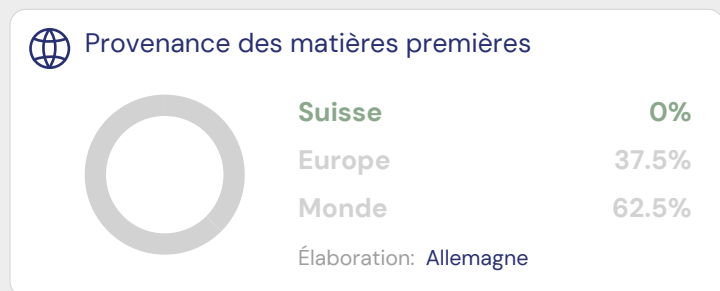 Provenance des matières premières
Suisse 0%
Europe 37.5%
Monde 62.5%
Élaboration: Allemagne